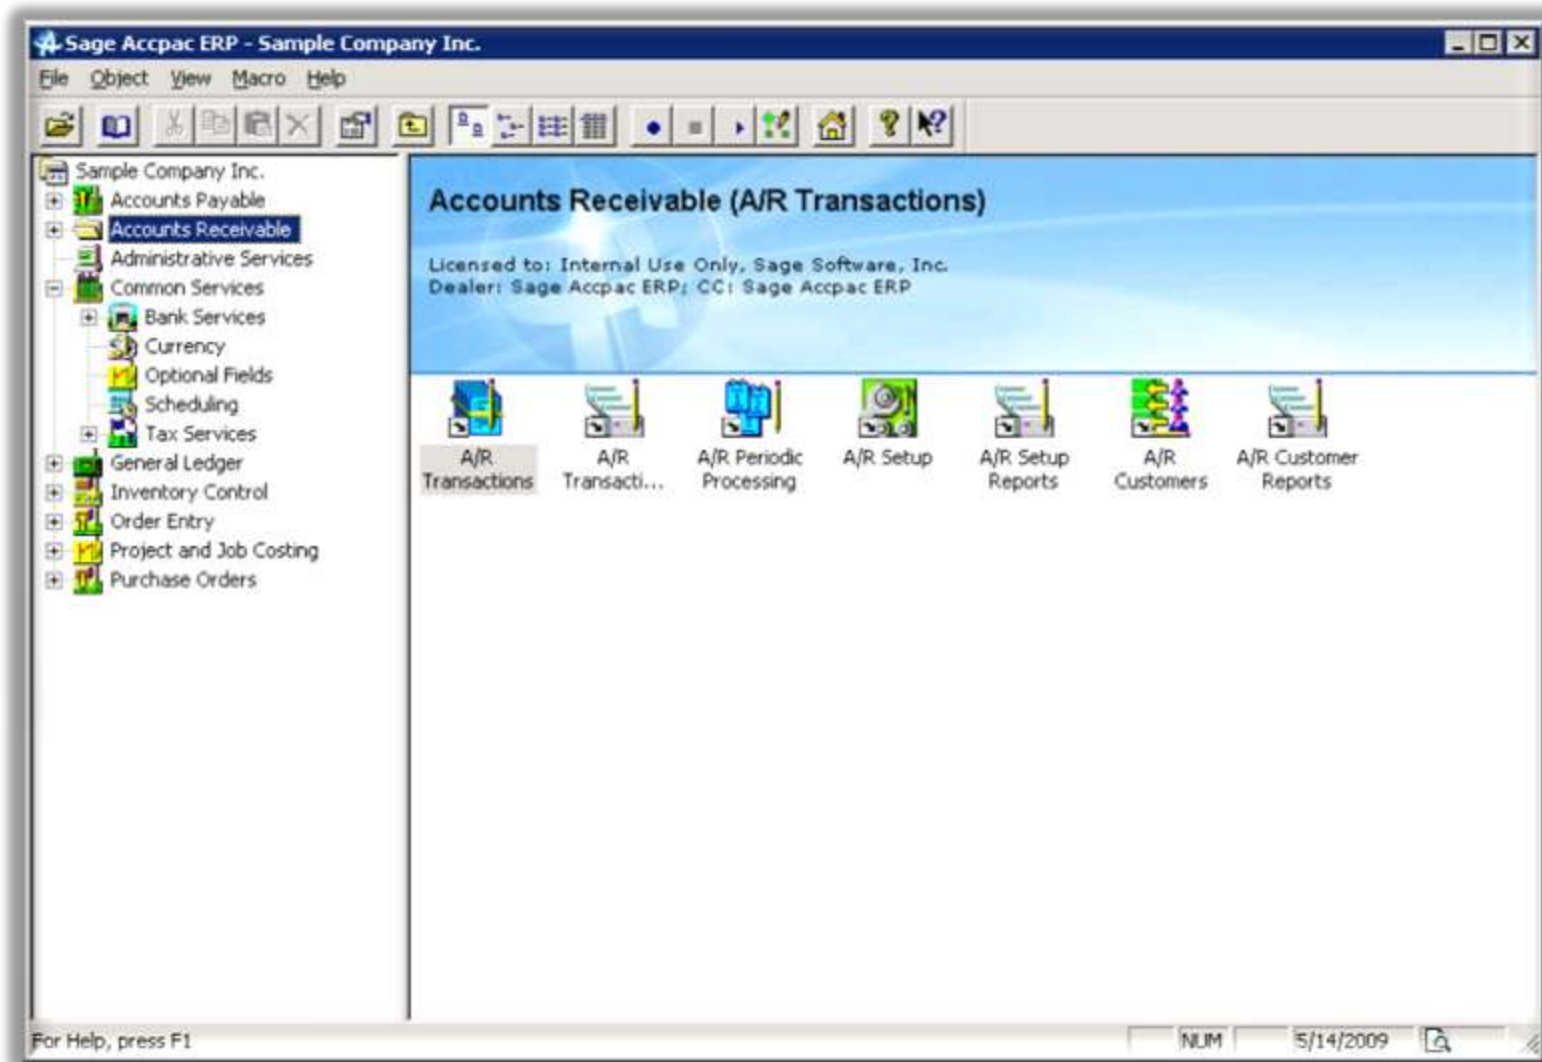 Sage Accpac ERP - Sample Company Inc.
File Object View Macro Help
Sample Company Inc.
Accounts Payable
Accounts Receivable
Administrative Services
Common Services
Bank Services
Currency
Optional Fields
Scheduling
Tax Services
General Ledger
Inventory Control
Order Entry
Project and Job Costing
Purchase Orders
Accounts Receivable (A/R Transactions)
Licensed to: Internal Use Only, Sage Software, Inc.
Dealer: Sage Accpac ERP; CC: Sage Accpac ERP
A/R
Transactions
A/R
Transacti...
A/R Periodic
Processing
A/R Setup
A/R Setup
Reports
A/R
Customers
A/R Customer
Reports
For Help, press F1
NUM
5/14/2009